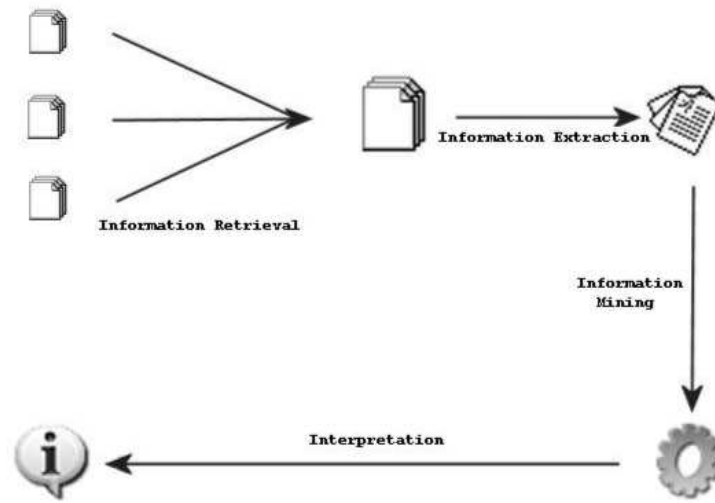 Information Extraction
Information Retrieval
Information
Mining
Interpretation
i